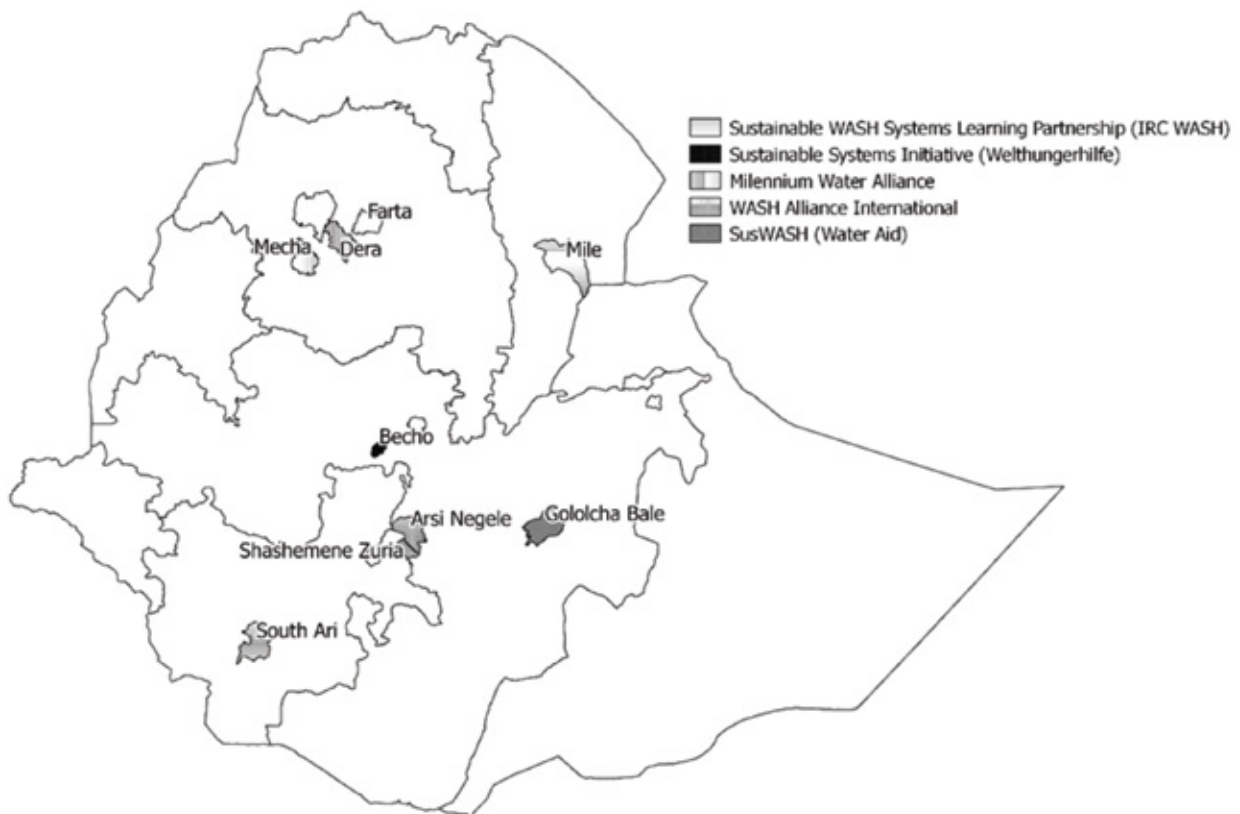 Sustainable WASH Systems Learning Partnership (IRC WASH)
Sustainable Systems Initiative (Welthungerhilfe)
Milennium Water Alliance
WASH Alliance International
SusWASH (Water Aid)
Farta
Mecha
Dera
Mile
Becho
Arsi Negele
Gololcha Bale
Shashemene Zuria
South Ari